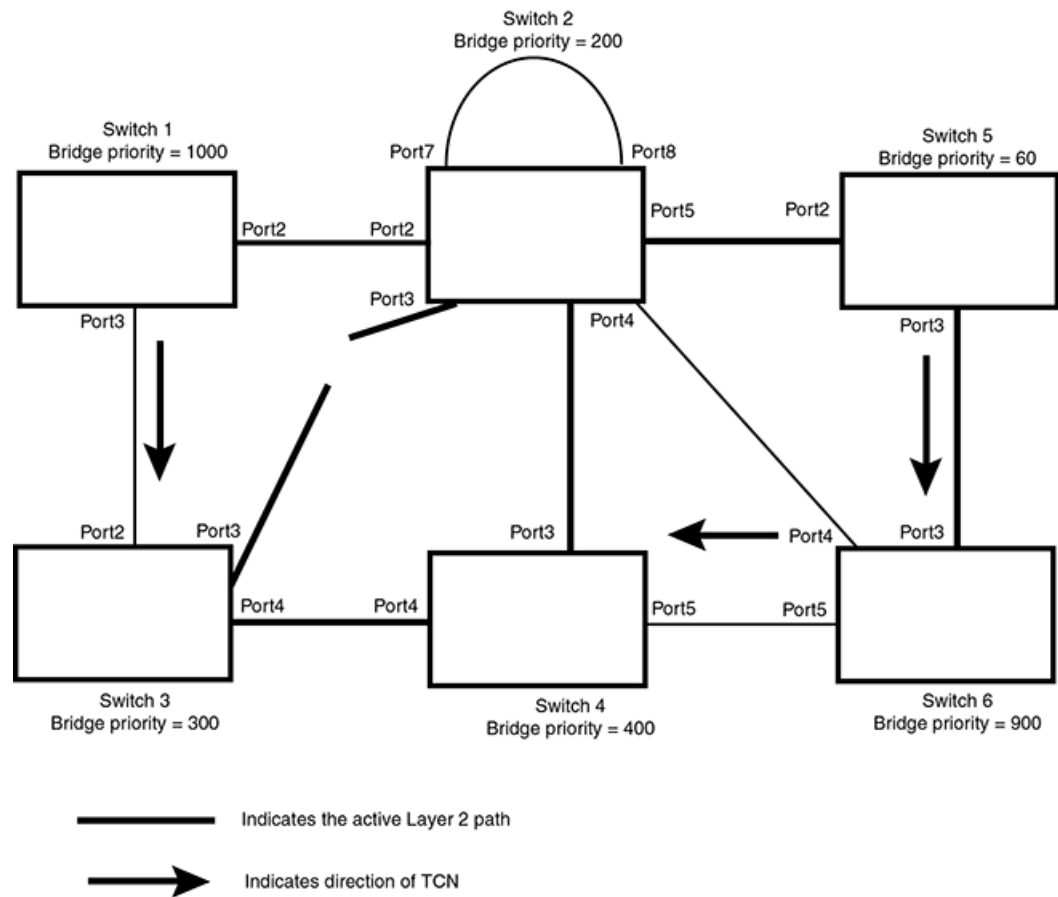 Switch 2
Bridge priority = 200
Switch 1
Bridge priority = 1000
Switch 5
Bridge priority = 60
Port7
Port8
Port2
Port2
Port5
Port2
Port3
Port3
Port4
Port3
Port2
Port3
Port3
Port4
Port3
Port4
Port4
Port5
Port5
Switch 3
Bridge priority = 300
Switch 4
Bridge priority = 400
Switch 6
Bridge priority = 900
Indicates the active Layer 2 path
Indicates direction of TCN